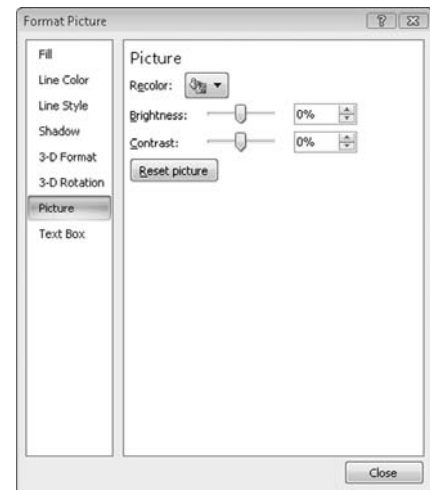 Format Picture
Fill
Line Color
Line Style
Shadow
3-D Format
3-D Rotation
Picture
Text Box
Picture
Recolor:
Brightness: 0%
Contrast: 0%
Reset picture
Close